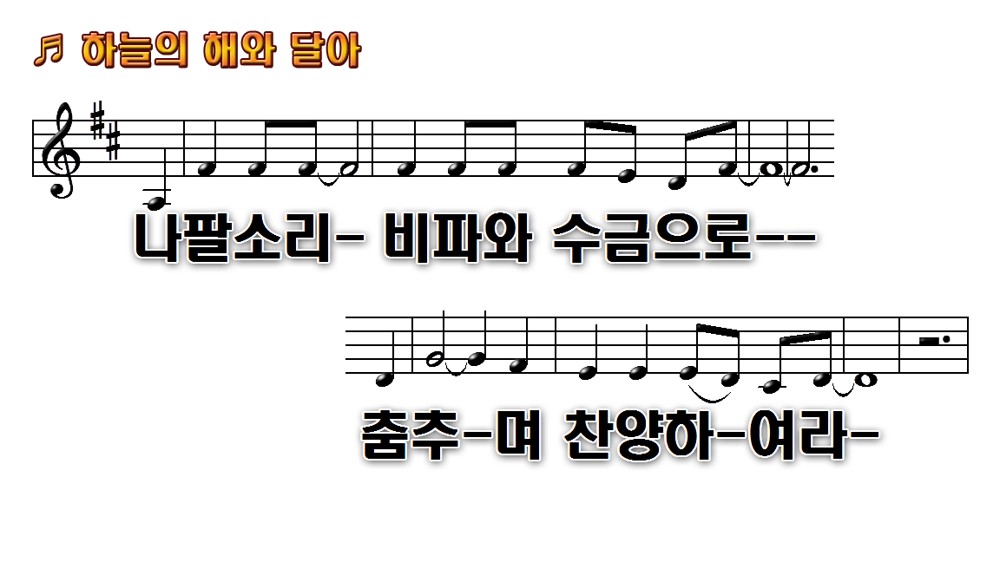 ♬ 하늘의 해와 달아
나팔소리- 비파와 수금으로--
춤추-며 찬양하-여라-